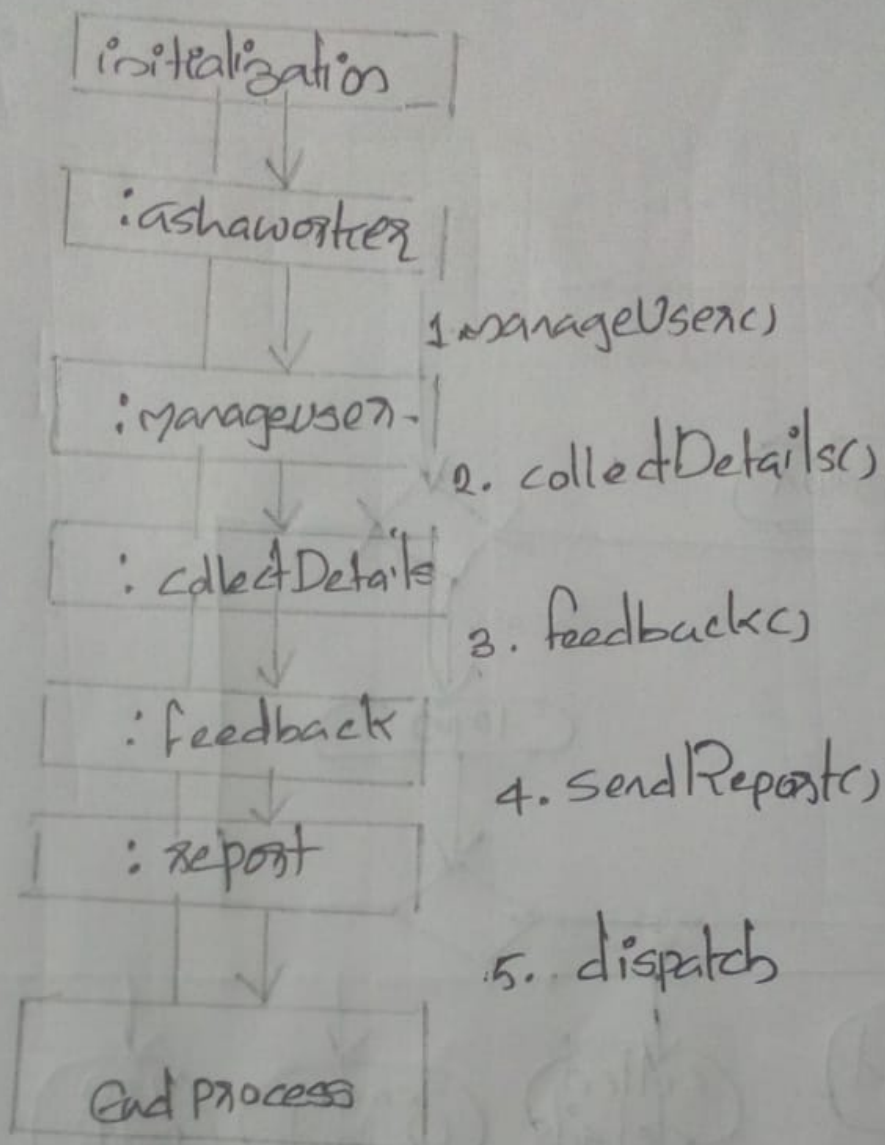 initialization
:ashaworker
1. manageUser()
:manageuser
2. collectDetails()
:collectDetails
3. feedback()
:feedback
4. SendReport()
:report
5. dispatch
End process